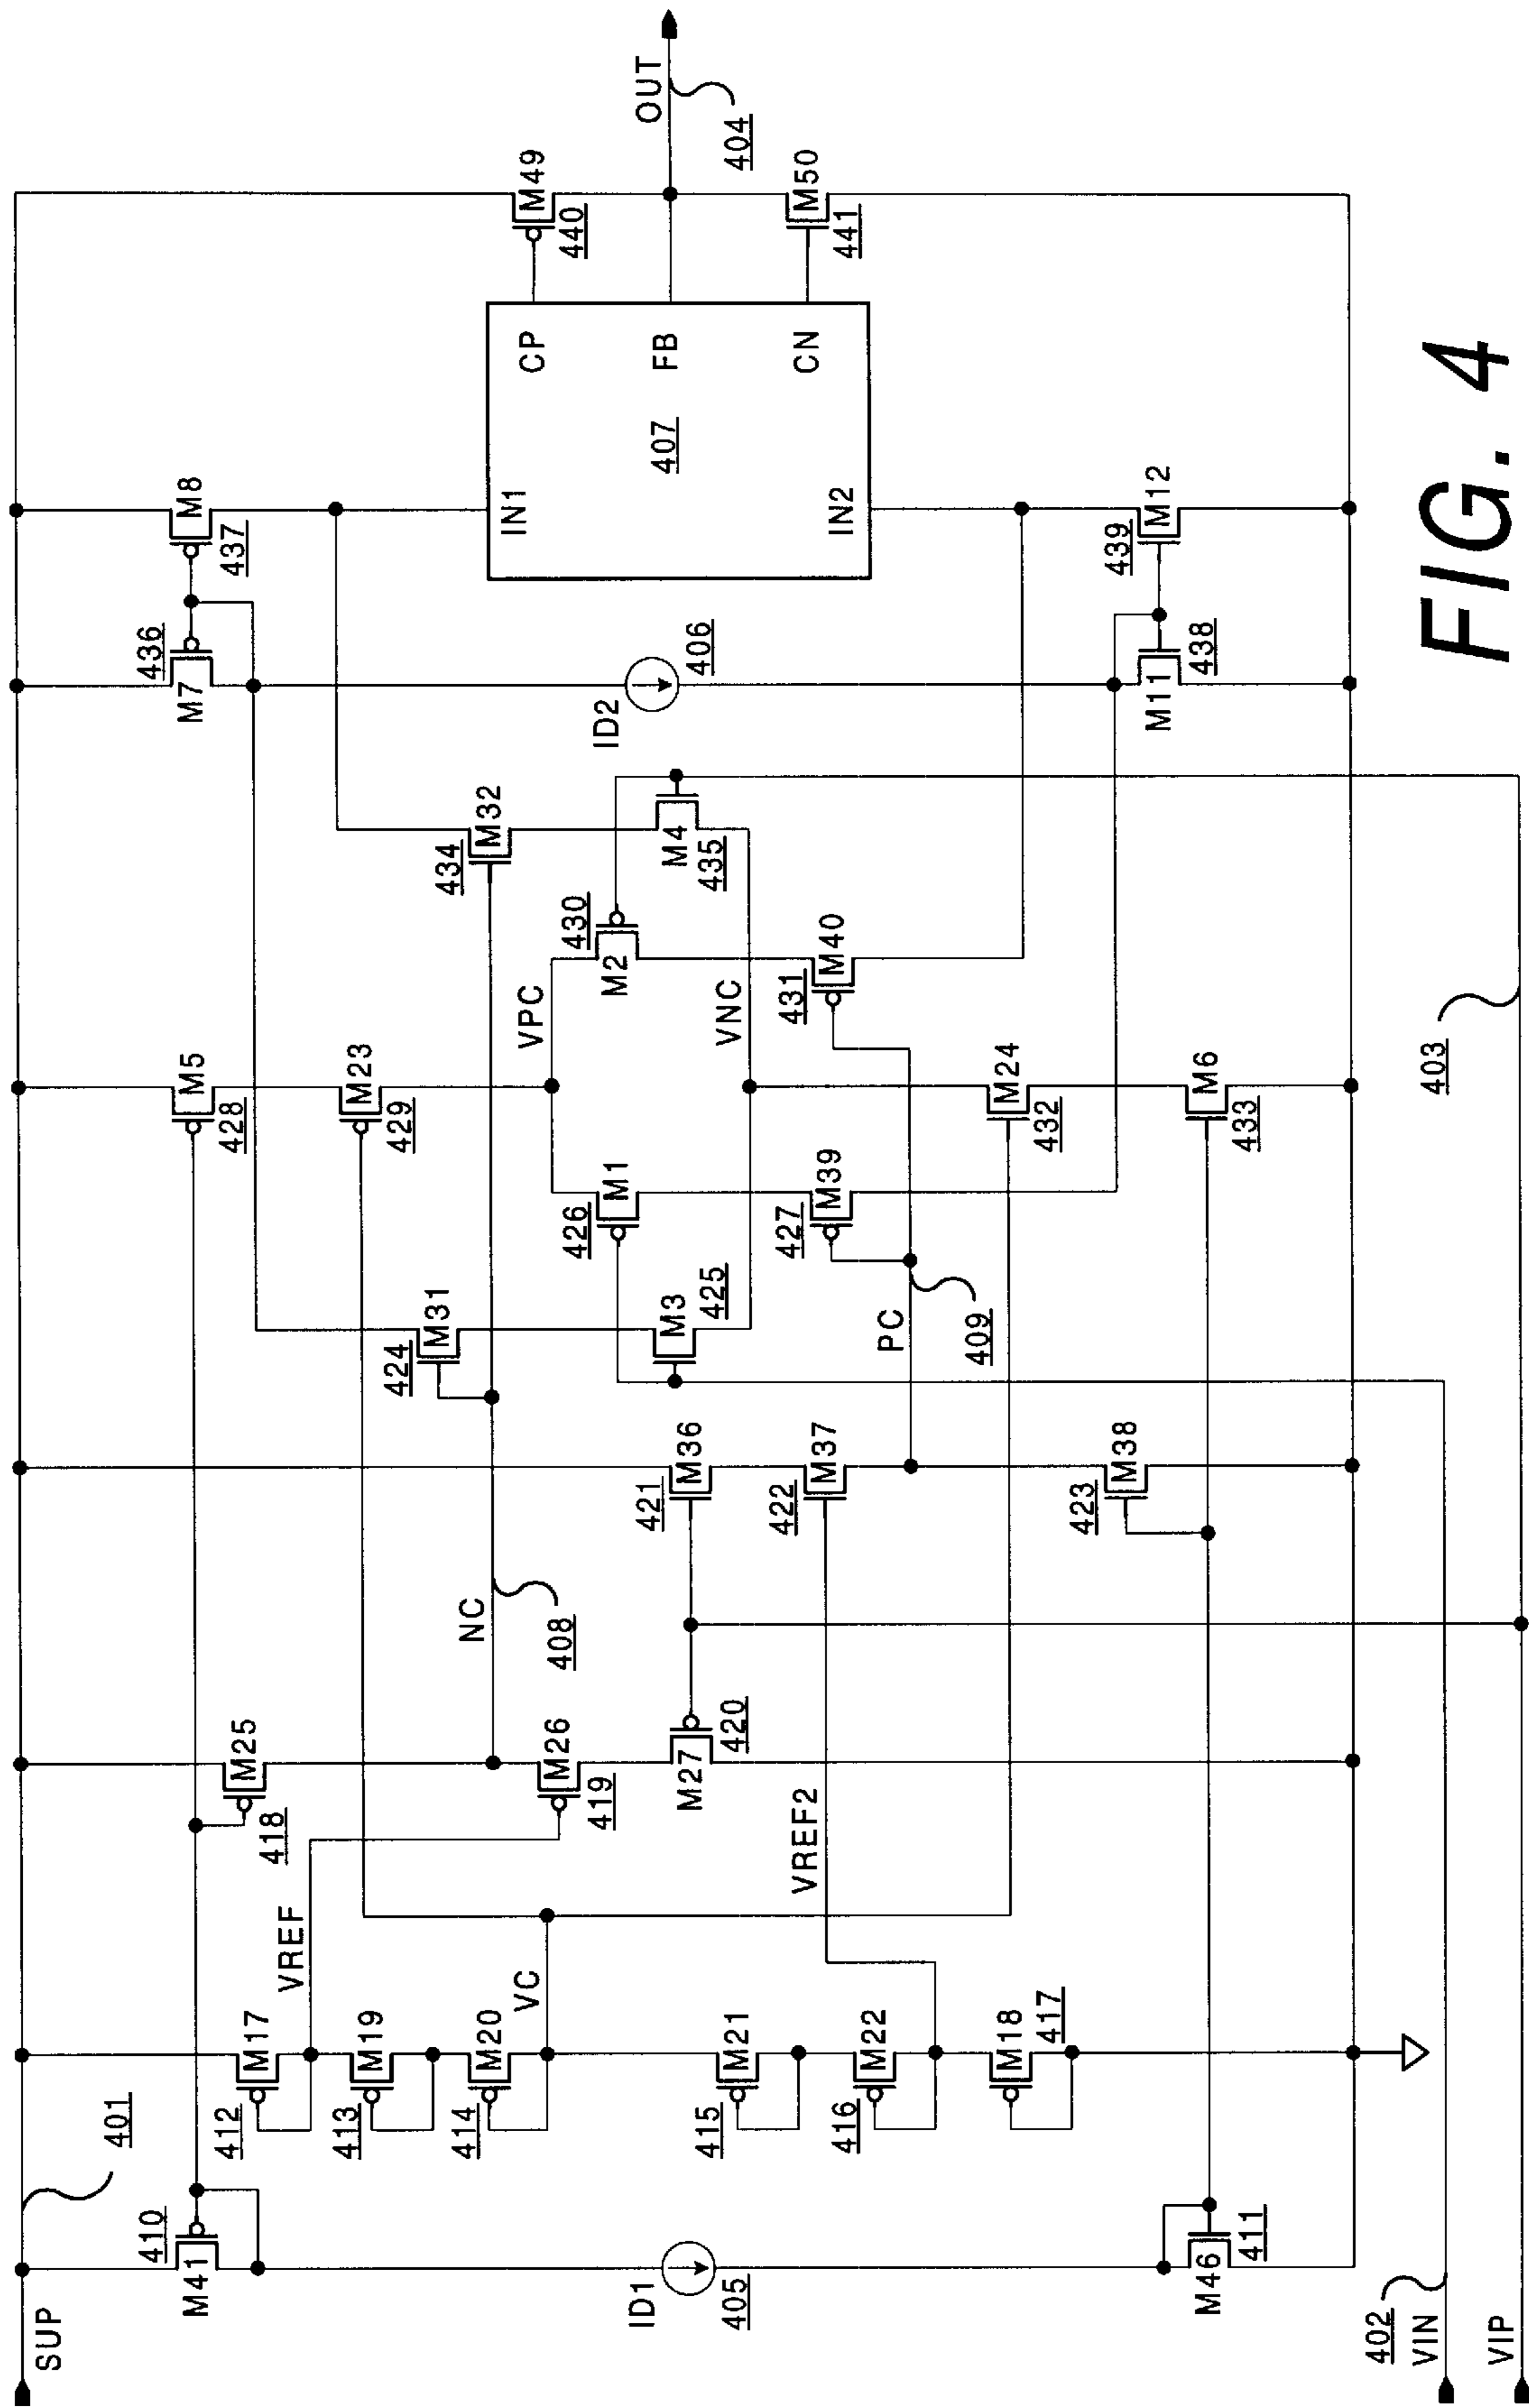 SUP
401
M41
410
ID1
405
M46
411
402
VIN
VIP
M17
412
VREF
M19
413
M20
414
VC
M21
415
M22
416
VREF2
M18
417
M25
418
M26
419
M27
420
NC
408
M36
421
M37
422
M38
423
M31
424
M3
425
PC
409
M1
426
M39
427
M5
428
M23
429
VPC
M2
430
M40
431
VNC
M24
432
M6
433
M32
434
M4
435
403
M7
436
M8
437
ID2
406
M11
438
M12
439
IN1
IN2
407
CP
FB
CN
M49
440
M50
441
OUT
404
FIG. 4